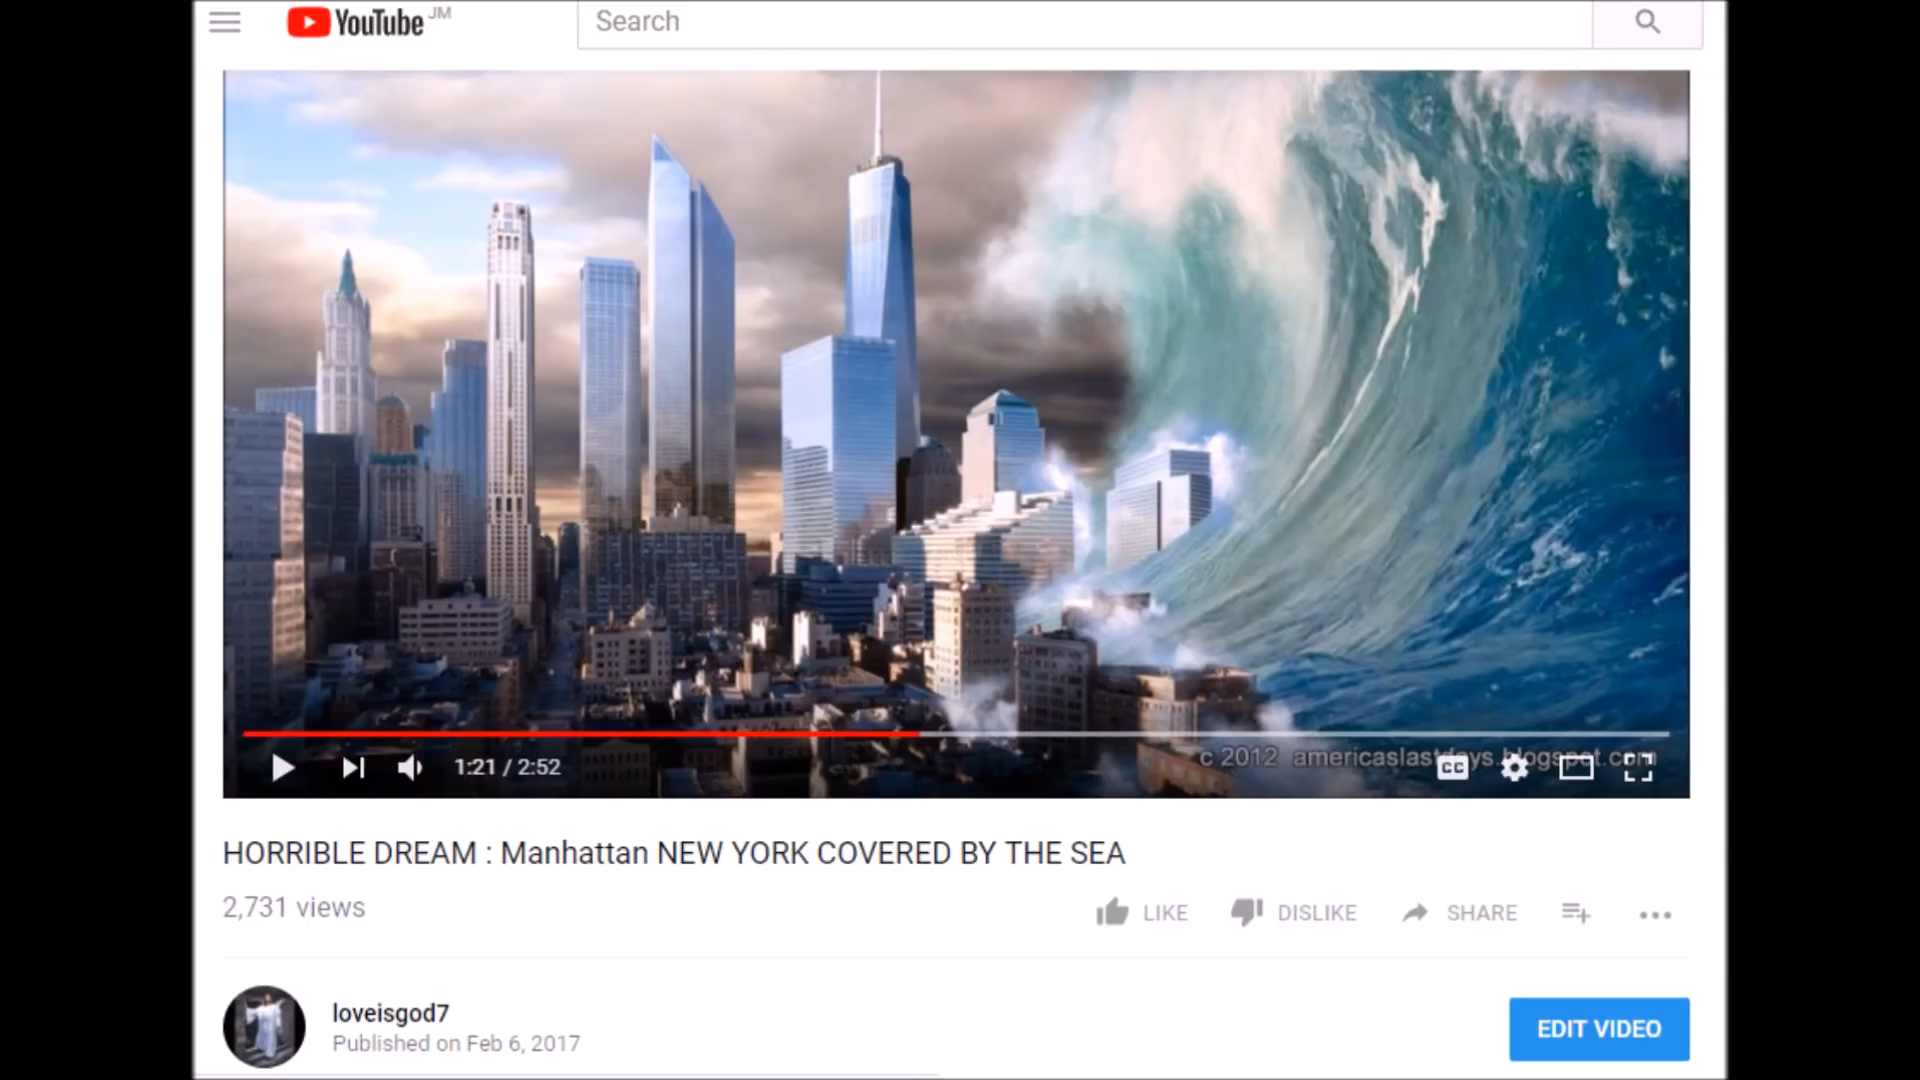 YouTube JM
Search
c 2012 americaslastdays.blogspot.com
1:21 / 2:52
CC
HORRIBLE DREAM : Manhattan NEW YORK COVERED BY THE SEA
2,731 views
LIKE
DISLIKE
SHARE
loveisgod7
Published on Feb 6, 2017
EDIT VIDEO